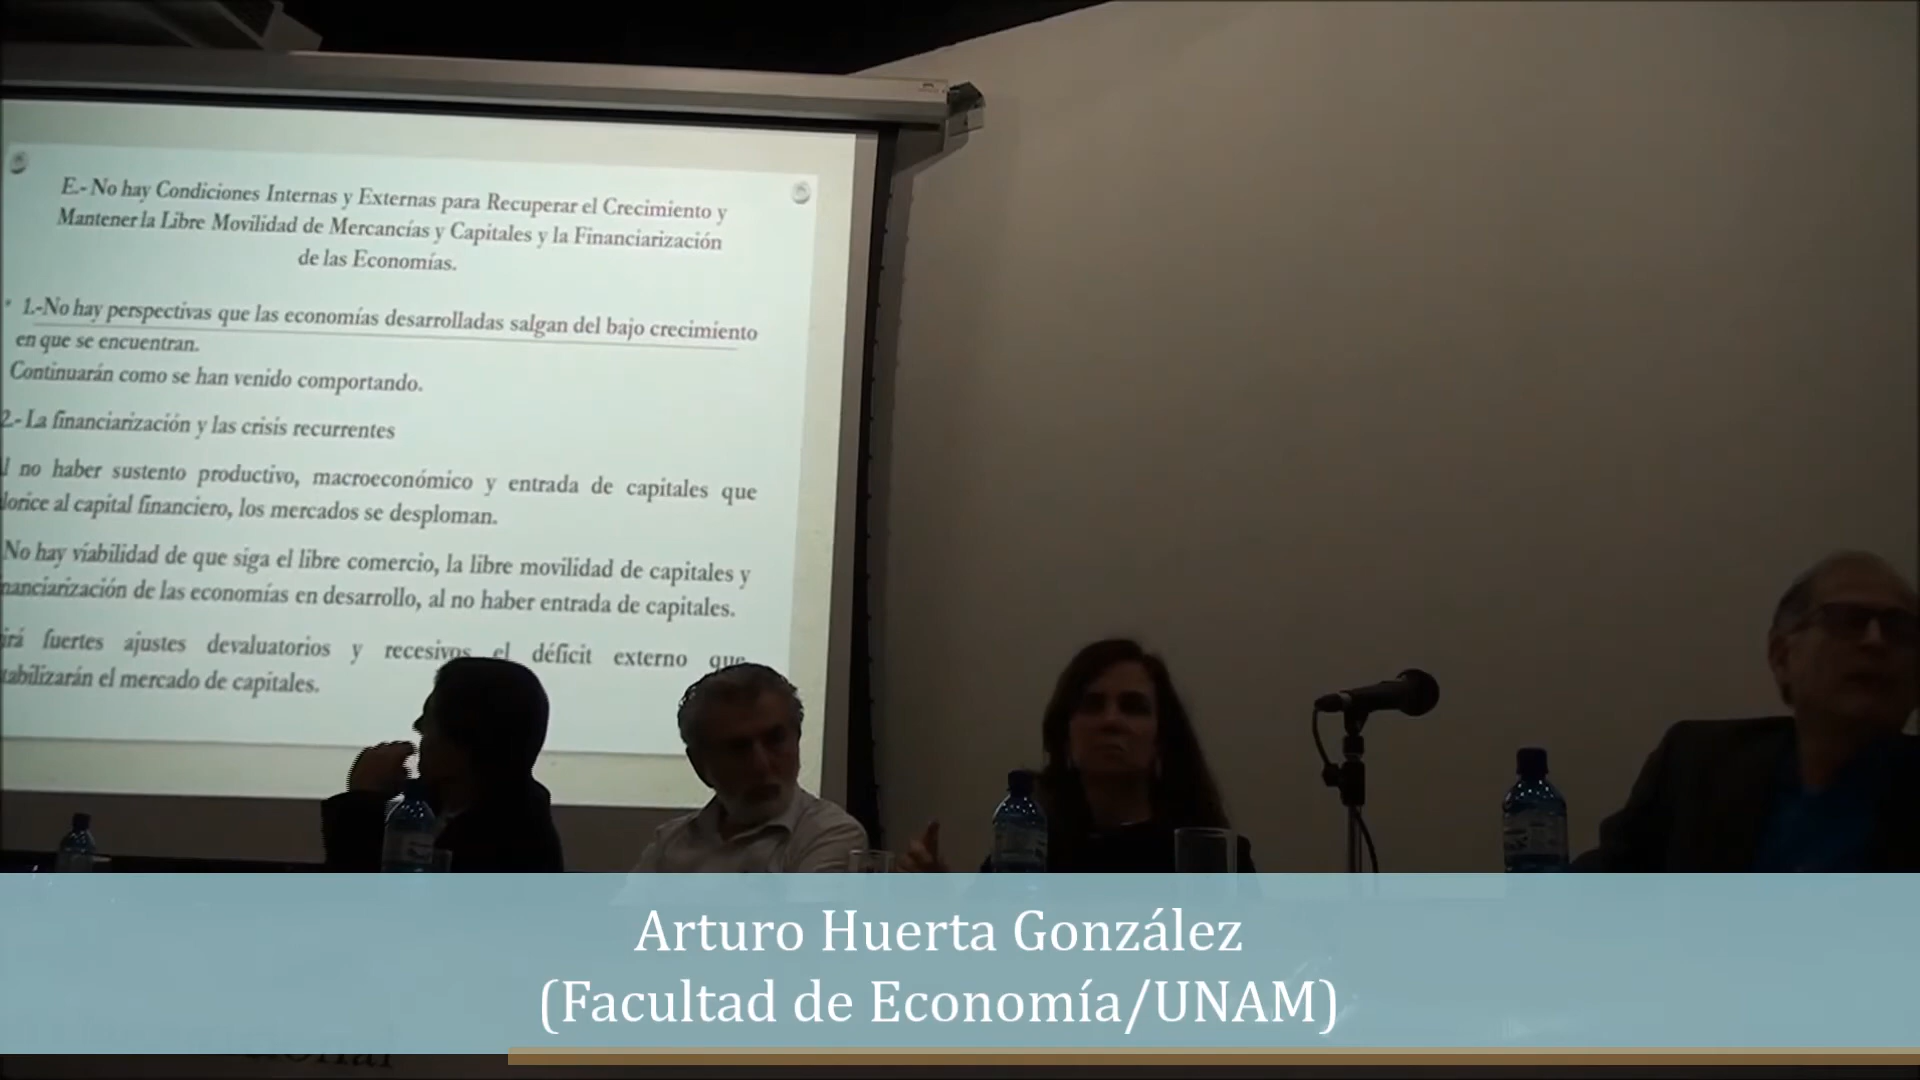 E.- No hay Condiciones Internas y Externas para Recuperar el Crecimiento y
Mantener la Libre Movilidad de Mercancías y Capitales y la Financiarización
de las Economías.
1.-No hay perspectivas que las economías desarrolladas salgan del bajo crecimiento
en que se encuentran.
Continuarán como se han venido comportando.
2.- La financiarización y las crisis recurrentes
no haber sustento productivo, macroeconómico y entrada de capitales que
al capital financiero, los mercados se desploman.
No hay viabilidad de que siga el libre comercio, la libre movilidad de capitales y
de las economías en desarrollo, al no haber entrada de capitales.
fuertes ajustes devaluatorios y recesivos el déficit externo que
el mercado de capitales.
Arturo Huerta González
(Facultad de Economía/UNAM)